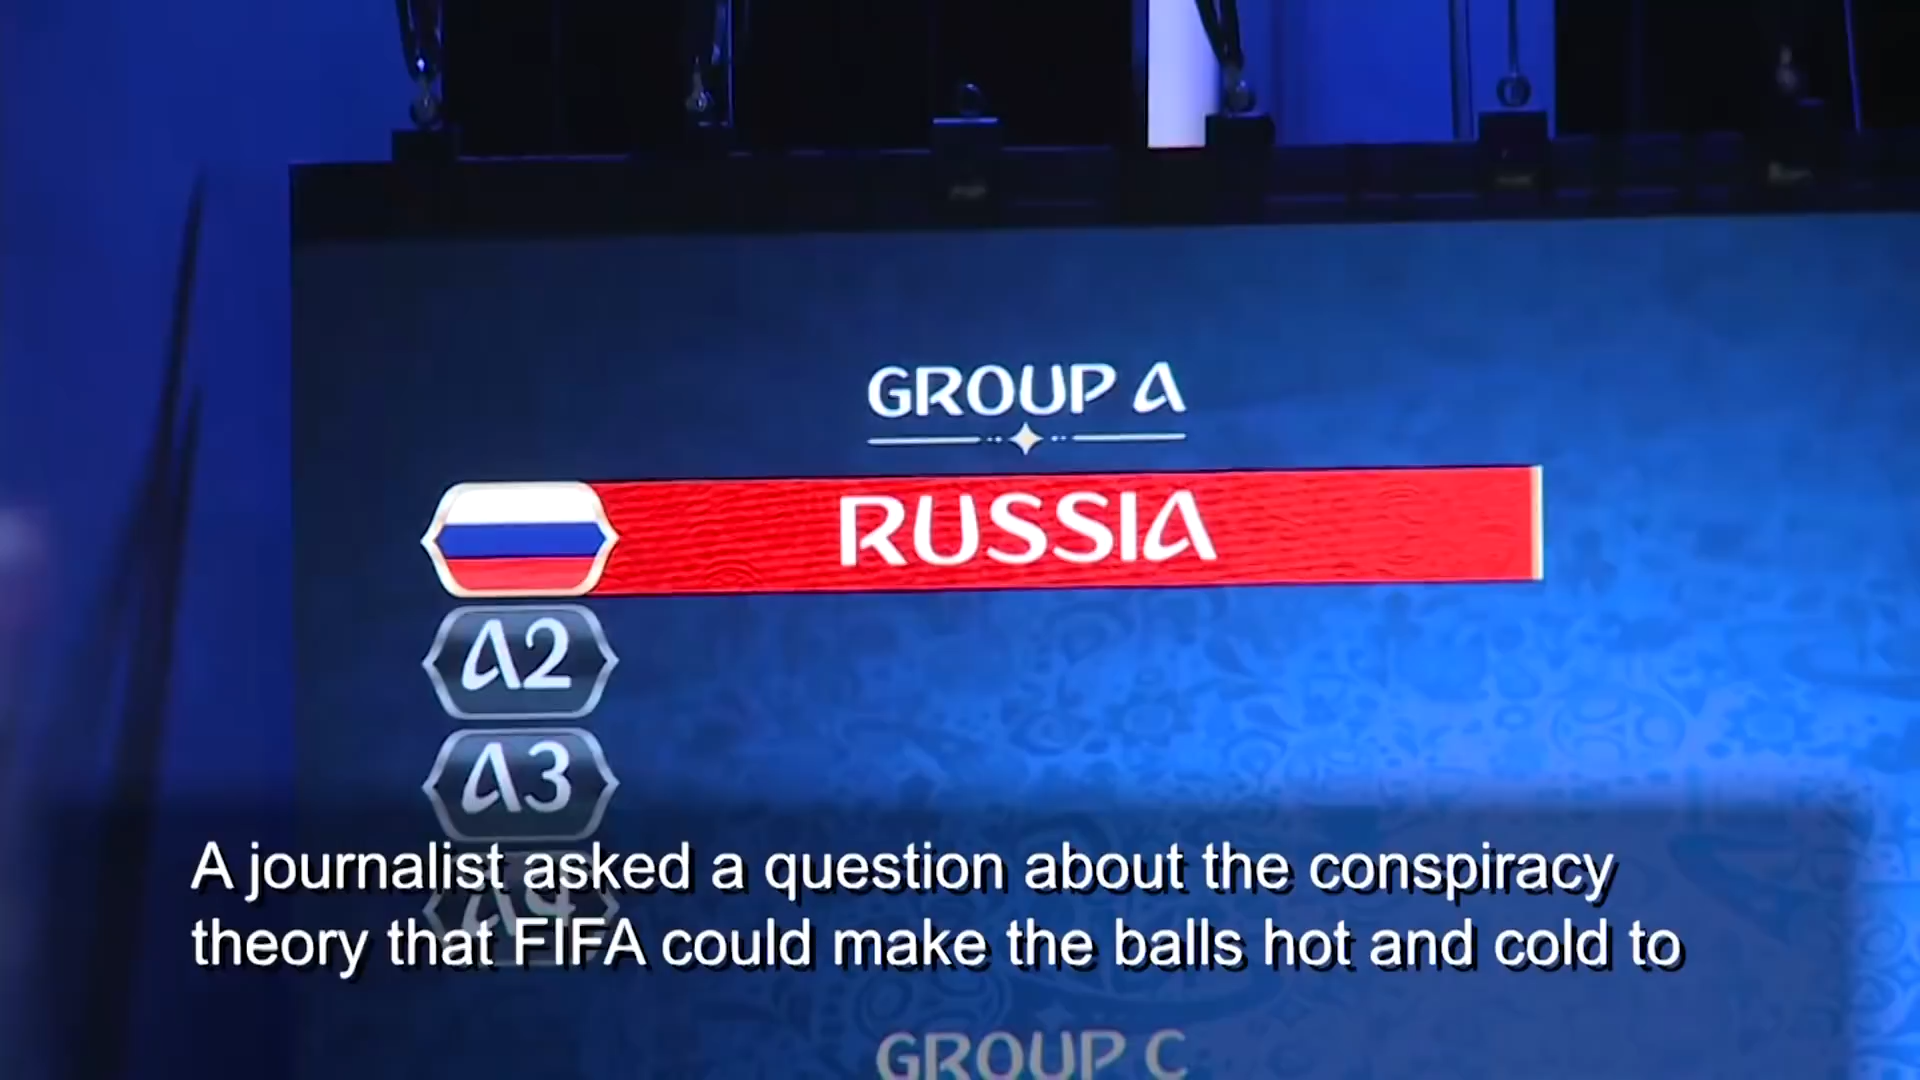 GROUP A
RUSSIA
A2
A3
A4
A journalist asked a question about the conspiracy
theory that FIFA could make the balls hot and cold to
GROUP C